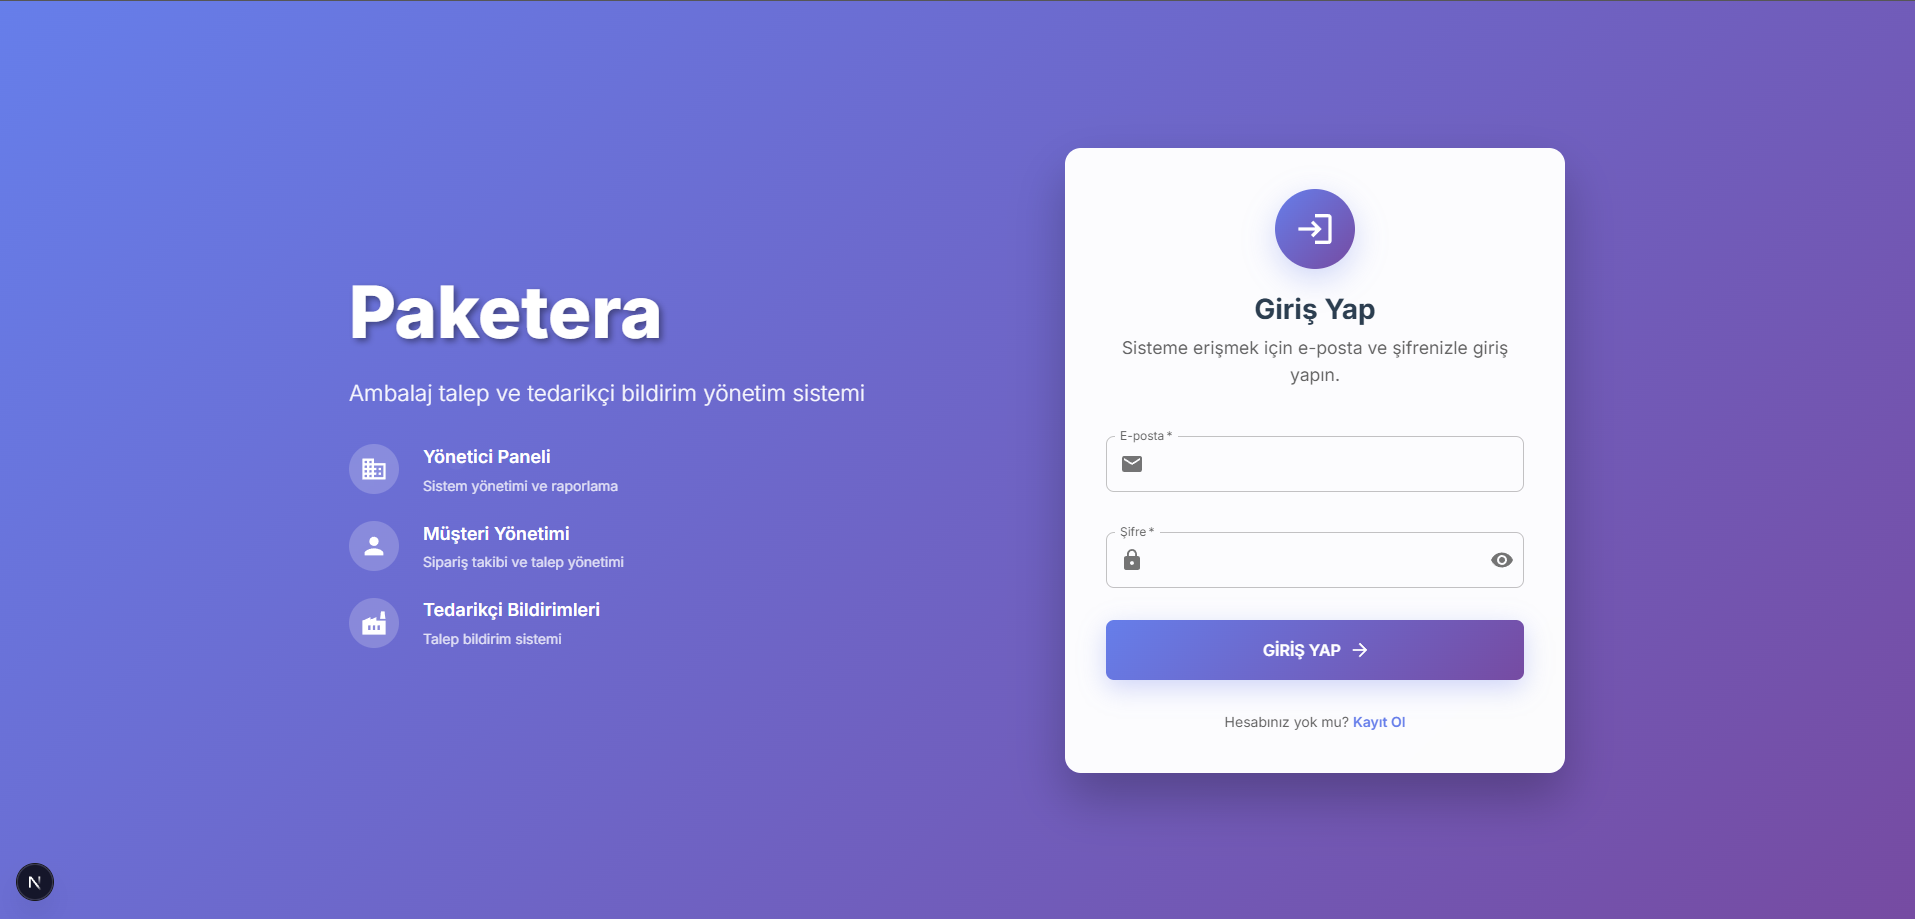 Paketera
Ambalaj talep ve tedarikçi bildirim yönetim sistemi
Yönetici Paneli
Sistem yönetimi ve raporlama
Müşteri Yönetimi
Sipariş takibi ve talep yönetimi
Tedarikçi Bildirimleri
Talep bildirim sistemi
Giriş Yap
Sisteme erişmek için e-posta ve şifrenizle giriş
yapın.
E-posta *
Şifre *
GİRİŞ YAP
Hesabınız yok mu? Kayıt Ol
N